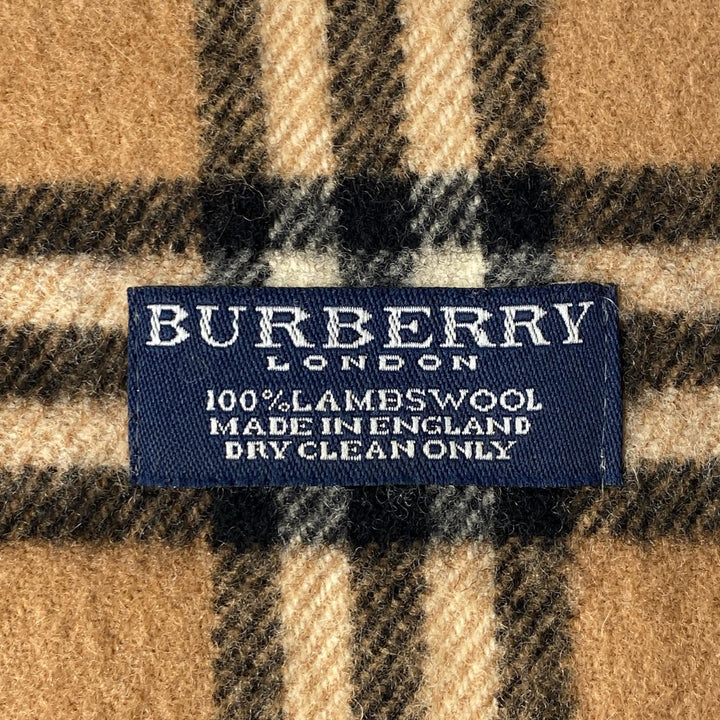 BURBERRY
LONDON
100% LAMBSWOOL
MADE IN ENGLAND
DRY CLEAN ONLY